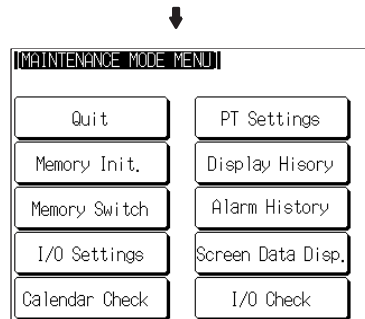 [MAINTENANCE MODE MENU]
Quit
PT Settings
Memory Init.
Display Hisory
Memory Switch
Alarm History
I/O Settings
Screen Data Disp.
Calendar Check
I/O Check